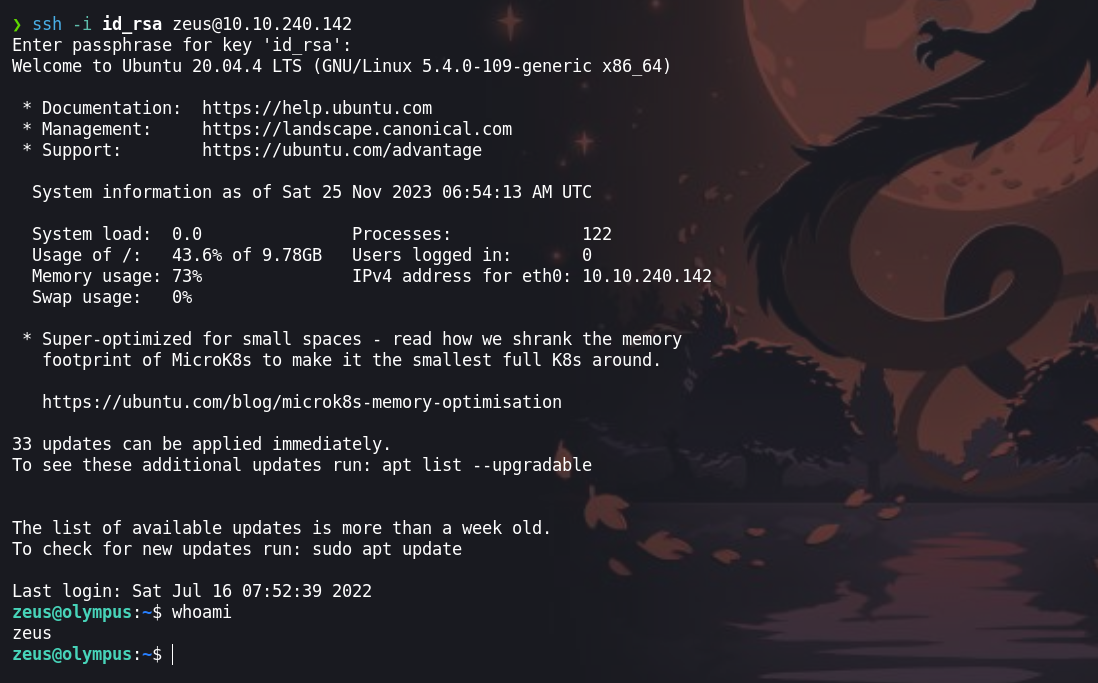 ❯ ssh -i id_rsa zeus@10.10.240.142
Enter passphrase for key 'id_rsa':
Welcome to Ubuntu 20.04.4 LTS (GNU/Linux 5.4.0-109-generic x86_64)
* Documentation:  https://help.ubuntu.com
* Management:     https://landscape.canonical.com
* Support:        https://ubuntu.com/advantage
System information as of Sat 25 Nov 2023 06:54:13 AM UTC
System load:  0.0               Processes:             122
Usage of /:   43.6% of 9.78GB   Users logged in:       0
Memory usage: 73%               IPv4 address for eth0: 10.10.240.142
Swap usage:   0%
* Super-optimized for small spaces - read how we shrank the memory
footprint of MicroK8s to make it the smallest full K8s around.
https://ubuntu.com/blog/microk8s-memory-optimisation
33 updates can be applied immediately.
To see these additional updates run: apt list --upgradable
The list of available updates is more than a week old.
To check for new updates run: sudo apt update
Last login: Sat Jul 16 07:52:39 2022
zeus@olympus:~$ whoami
zeus
zeus@olympus:~$